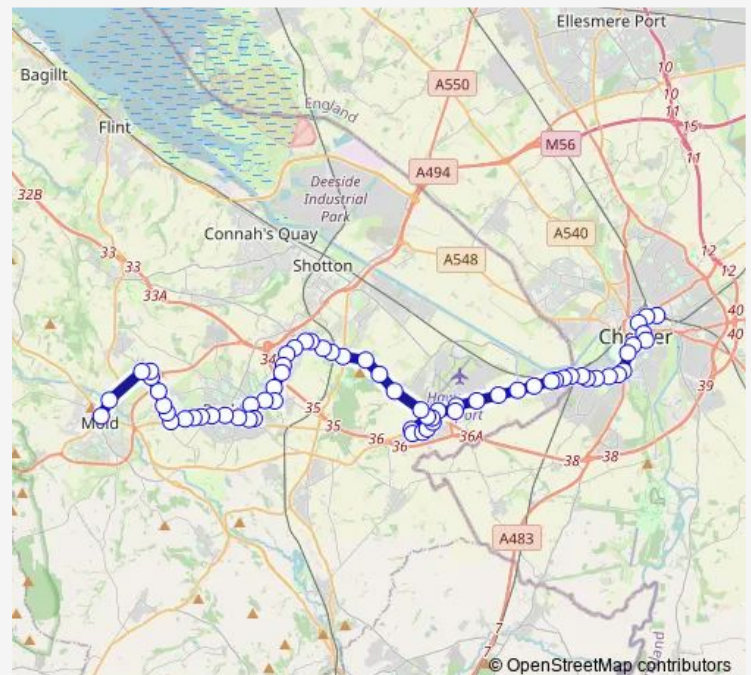 Ellesmere Port
Bagillt
A550
10
10
11
15
11
England
Flint
M56
A494
Deeside
Industrial
Park
32B
Connah's Quay
A540
33
33
A548
12
12
Shotton
33A
40
40
34
39
35
Mold
35
36
36
36A
38
38
A483
7
7
© OpenStreetMap contributors